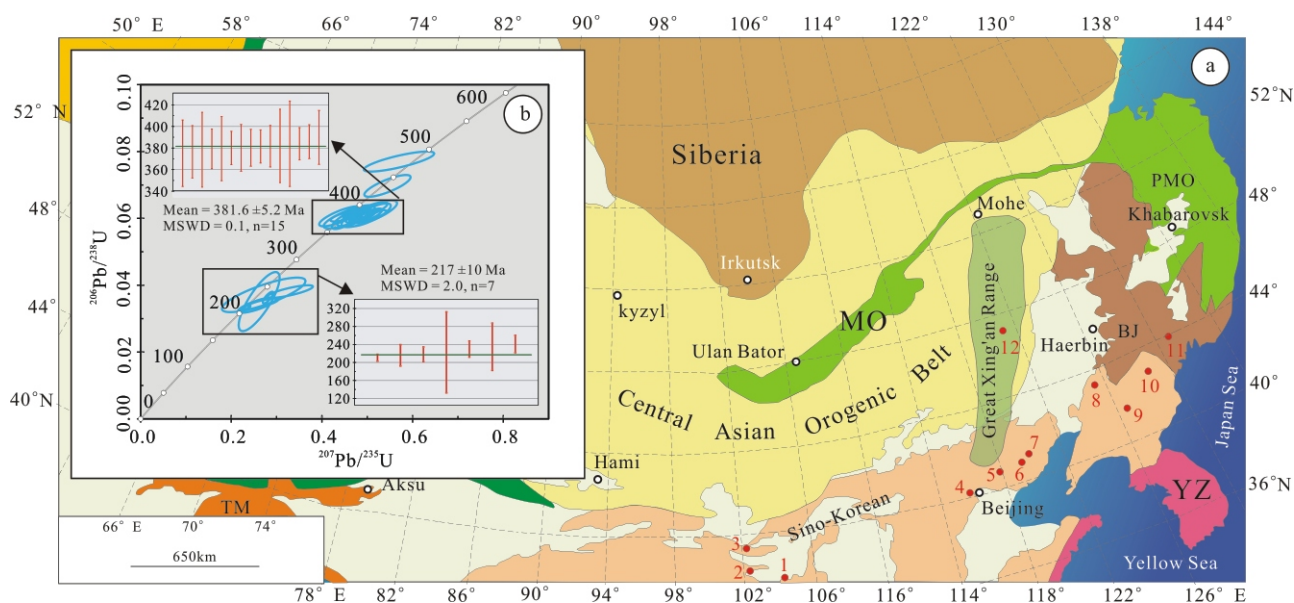 50° E 60° 66° 70° 78° 90° 92° 98° 106° 114° 122° 130° 138° 144°
a
52° N
48°
44°
40°N
52° N
48°
44°
40°
36°N
b
0.10
0.08
0.06
0.04
0.02
0.00
0.0 0.2 0.4 0.6 0.8
206Pb/238U
207Pb/235U
0
100
200
300
400
500
600
420
400
380
360
340
Mean = 381.6 ±5.2 Ma
MSWD = 0.1, n=15
Mean = 217 ±10 Ma
MSWD = 2.0, n=7
320
280
240
200
160
120
Siberia
PMO
Mohe
Khabarovsk
Irkutsk
kyzyl
MO
Ulan Bator
Great Xing'an Range
12
Haerbin
BJ
11
10
9
8
Central Asian Orogenic Belt
Japan Sea
Hami
7
6
5
4
Beijing
YZ
Sino-Korean
Aksu
TM
3
2
1
Yellow Sea
66° E 70° 74°
650km
78° E 82° 86° 90° 94° 98° 102° 106° 110° 114° 118° 122° 126° E